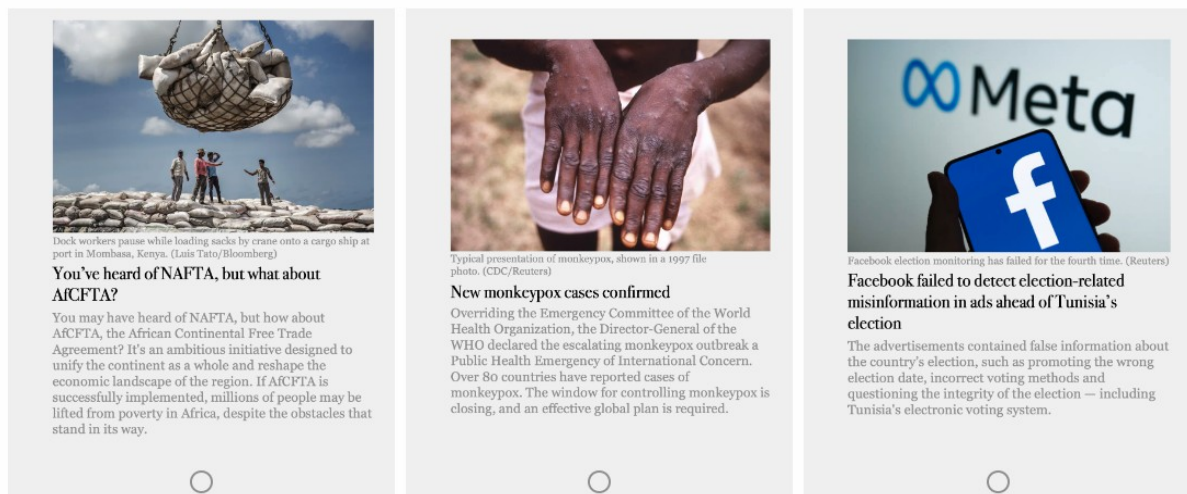 Dock workers pause while loading sacks by crane onto a cargo ship at
port in Mombasa, Kenya. (Luis Tato/Bloomberg)
You've heard of NAFTA, but what about
AfCFTA?
You may have heard of NAFTA, but how about
AfCFTA, the African Continental Free Trade
Agreement? It's an ambitious initiative designed to
unify the continent as a whole and reshape the
economic landscape of the region. If AfCFTA is
successfully implemented, millions of people may be
lifted from poverty in Africa, despite the obstacles that
stand in its way.
Typical presentation of monkeypox, shown in a 1997 file
photo. (CDC/Reuters)
New monkeypox cases confirmed
Overriding the Emergency Committee of the World
Health Organization, the Director-General of the
WHO declared the escalating monkeypox outbreak a
Public Health Emergency of International Concern.
Over 80 countries have reported cases of
monkeypox. The window for controlling monkeypox is
closing, and an effective global plan is required.
Meta
f
Facebook election monitoring has failed for the fourth time. (Reuters)
Facebook failed to detect election-related
misinformation in ads ahead of Tunisia's
election
The advertisements contained false information about
the country's election, such as promoting the wrong
election date, incorrect voting methods and
questioning the integrity of the election — including
Tunisia's electronic voting system.